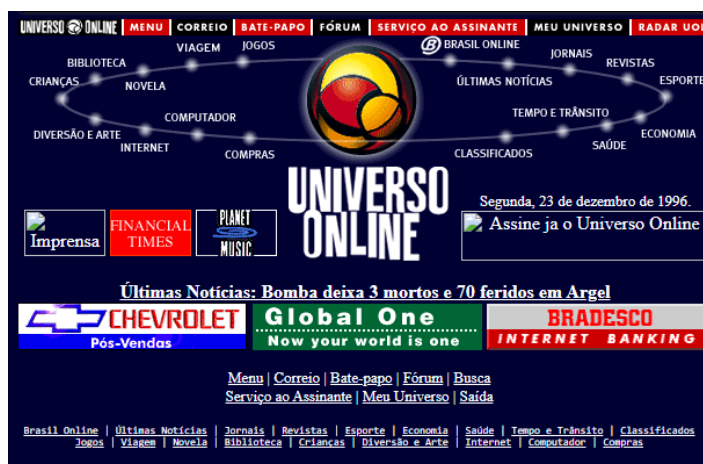 UNIVERSO ONLINE MENU CORREIO BATE-PAPO FÓRUM SERVIÇO AO ASSINANTE MEU UNIVERSO RADAR UOL
VIAGEM JOGOS BRASIL ONLINE JORNAIS
BIBLIOTECA REVISTAS
CRIANÇAS NOVELA ÚLTIMAS NOTÍCIAS ESPORTE
COMPUTADOR TEMPO E TRÂNSITO
DIVERSÃO E ARTE ECONOMIA
INTERNET COMPRAS CLASSIFICADOS SAÚDE
UNIVERSO
ONLINE
Segunda, 23 de dezembro de 1996.
Imprensa
FINANCIAL
TIMES
PLANET
MUSIC
Assine ja o Universo Online
Últimas Notícias: Bomba deixa 3 mortos e 70 feridos em Argel
CHEVROLET
Pós-Vendas
Global One
Now your world is one
BRADESCO
INTERNET BANKING
Menu | Correio | Bate-papo | Fórum | Busca
Serviço ao Assinante | Meu Universo | Saída
Brasil Online | Últimas Notícias | Jornais | Revistas | Esporte | Economia | Saúde | Tempo e Trânsito | Classificados
Jogos | Viagem | Novela | Biblioteca | Crianças | Diversão e Arte | Internet | Computador | Compras